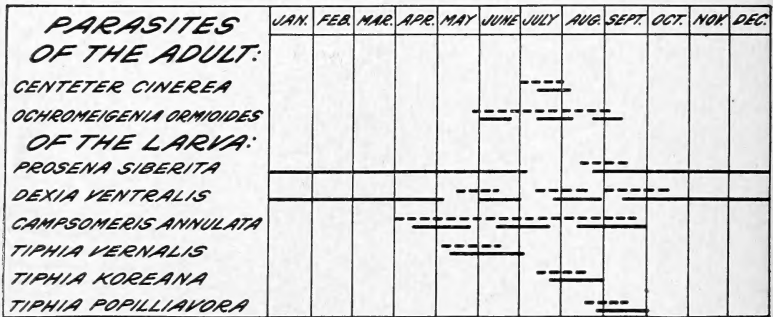 PARASITES
OF THE ADULT:
JAN. FEB. MAR. APR. MAY JUNE JULY AUG. SEPT. OCT. NOV. DEC.
CENTETER CINEREA
OCHROMEIGENIA ORMIOIDES
OF THE LARVA:
PROSENA SIBERITA
DEXIA VENTRALIS
CAMPSOMERIS ANNULATA
TIPHIA VERNALIS
TIPHIA KOREANA
TIPHIA POPILLIAVORA